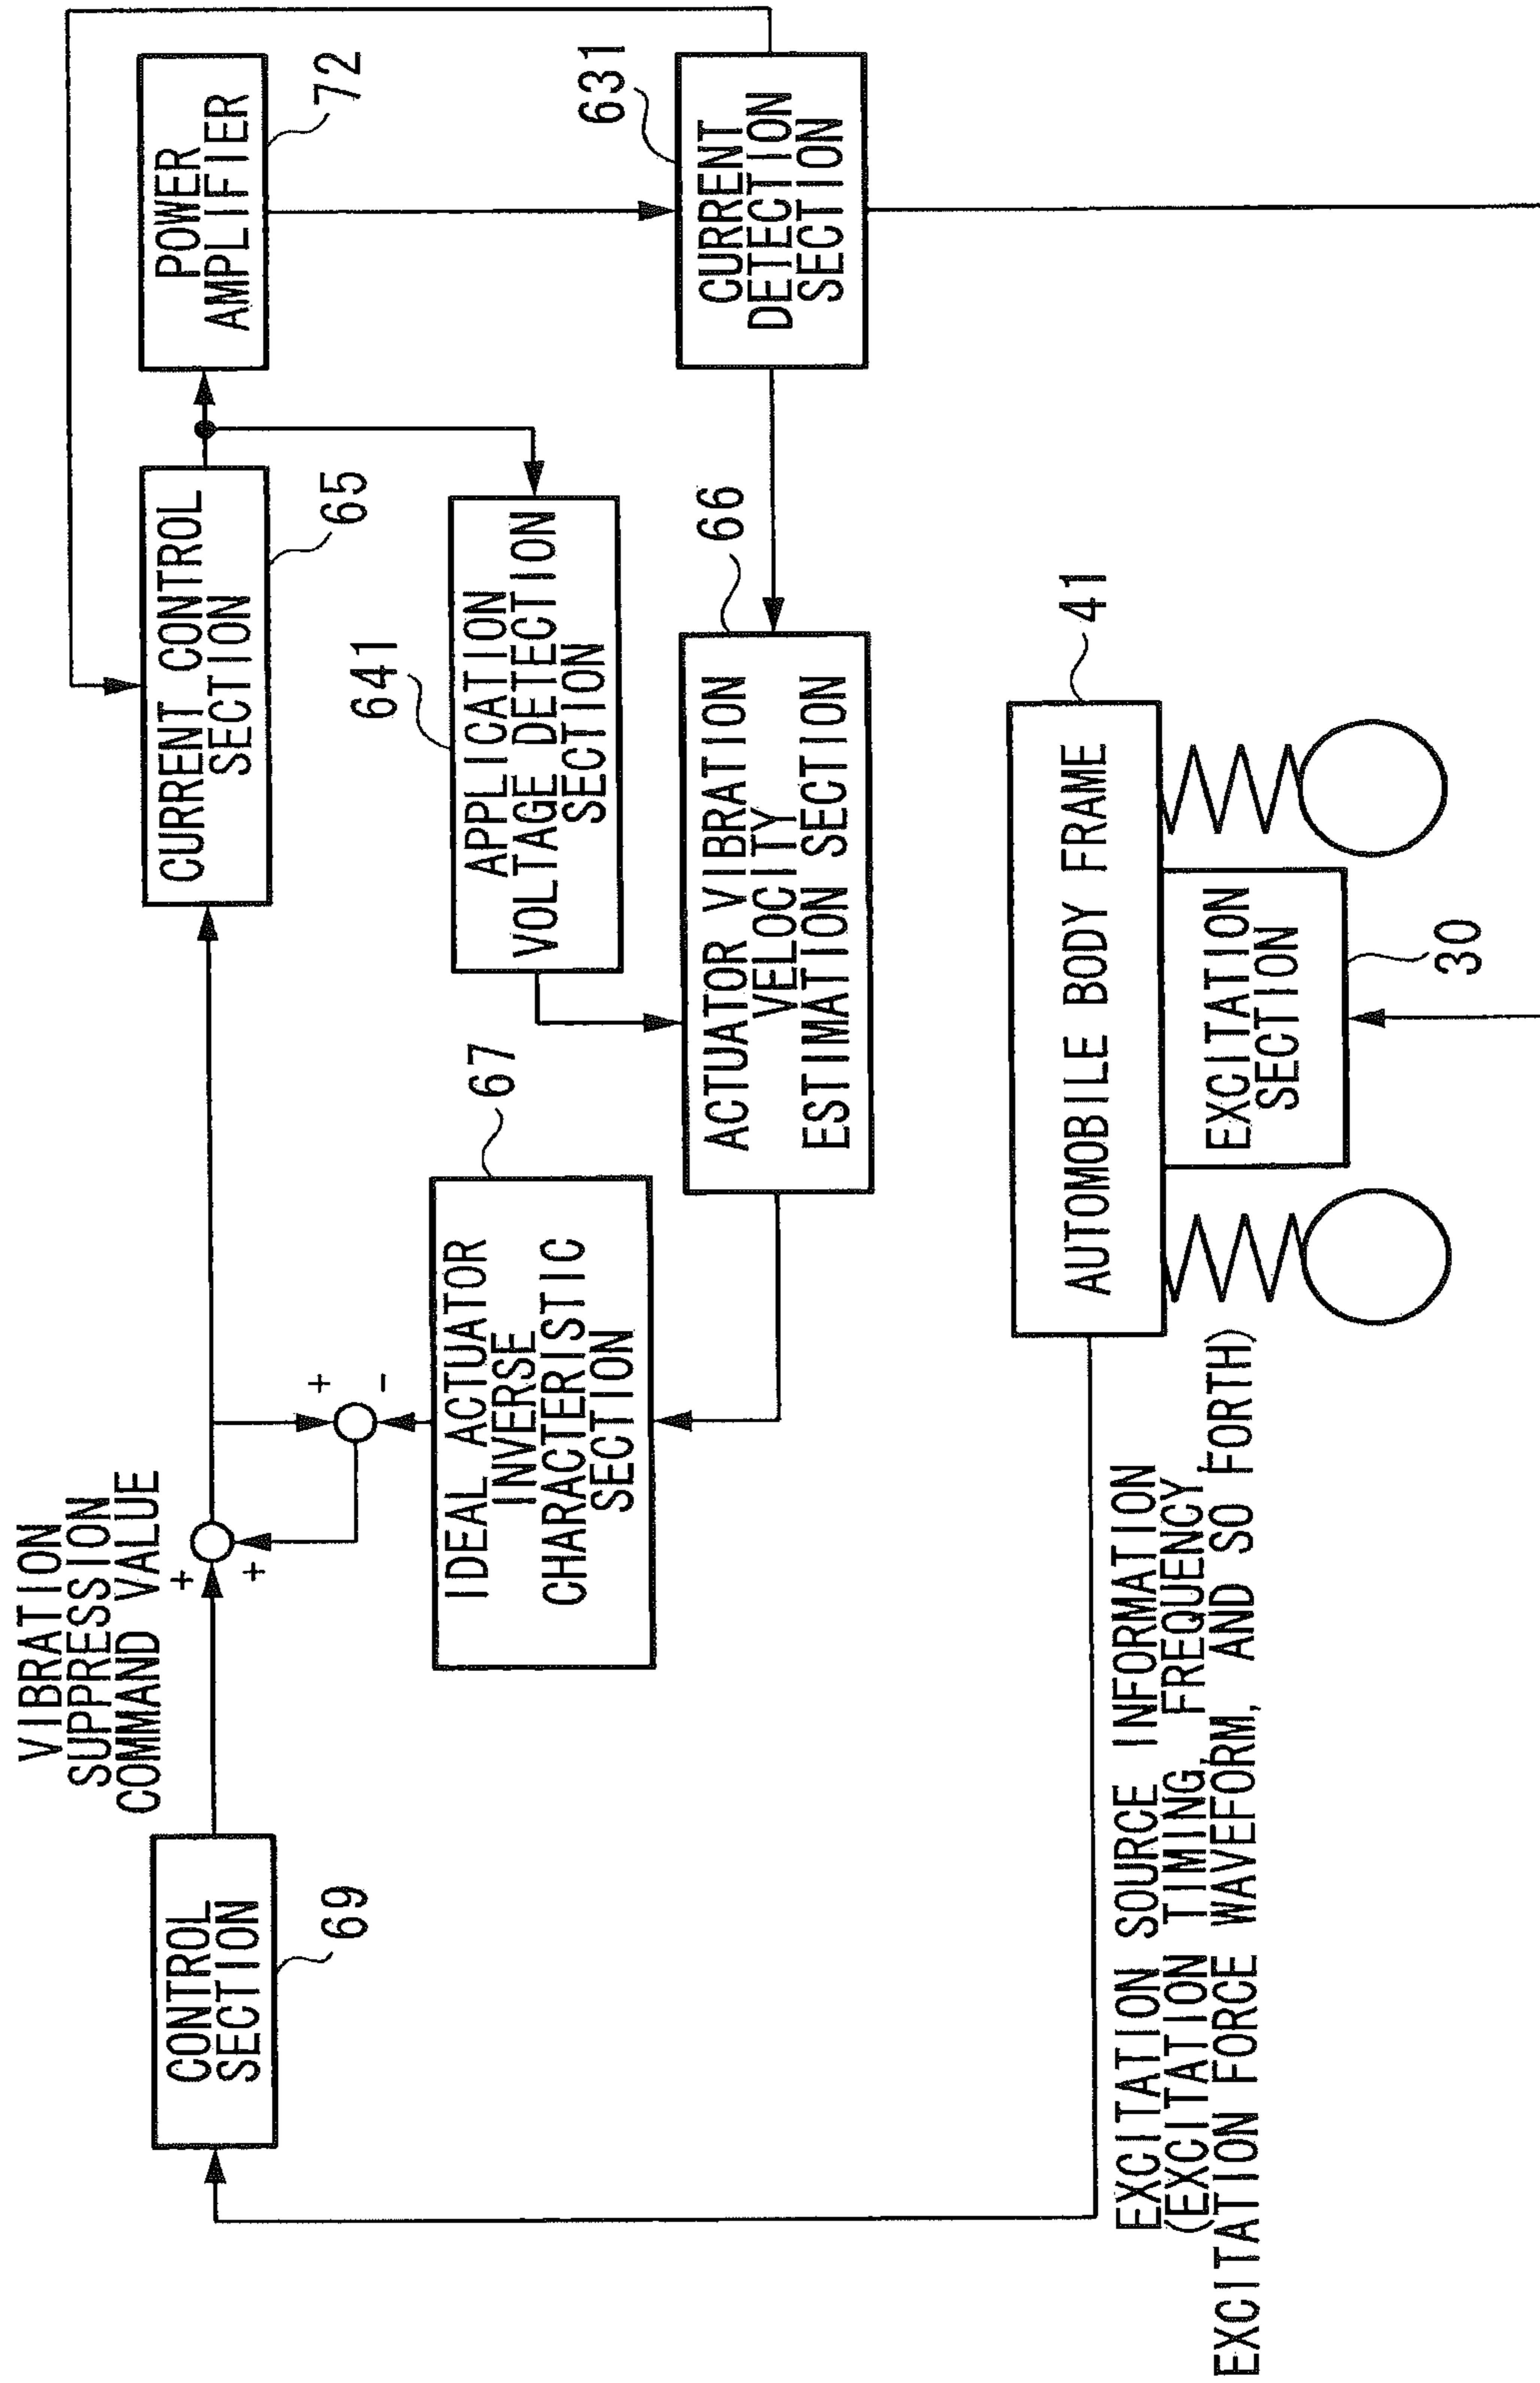 VIBRATION
SUPPRESSION
COMMAND VALUE
CONTROL
SECTION
69
+
+
+
-
CURRENT CONTROL
SECTION
65
POWER
AMPLIFIER
72
IDEAL ACTUATOR
INVERSE
CHARACTERISTIC
SECTION
67
641
APPLICATION
VOLTAGE DETECTION
SECTION
ACTUATOR VIBRATION
VELOCITY
ESTIMATION SECTION
66
631
CURRENT
DETECTION
SECTION
AUTOMOBILE BODY FRAME
41
EXCITATION
SECTION
30
EXCITATION SOURCE INFORMATION
(EXCITATION TIMING, FREQUENCY,
EXCITATION FORCE WAVEFORM, AND SO FORTH)